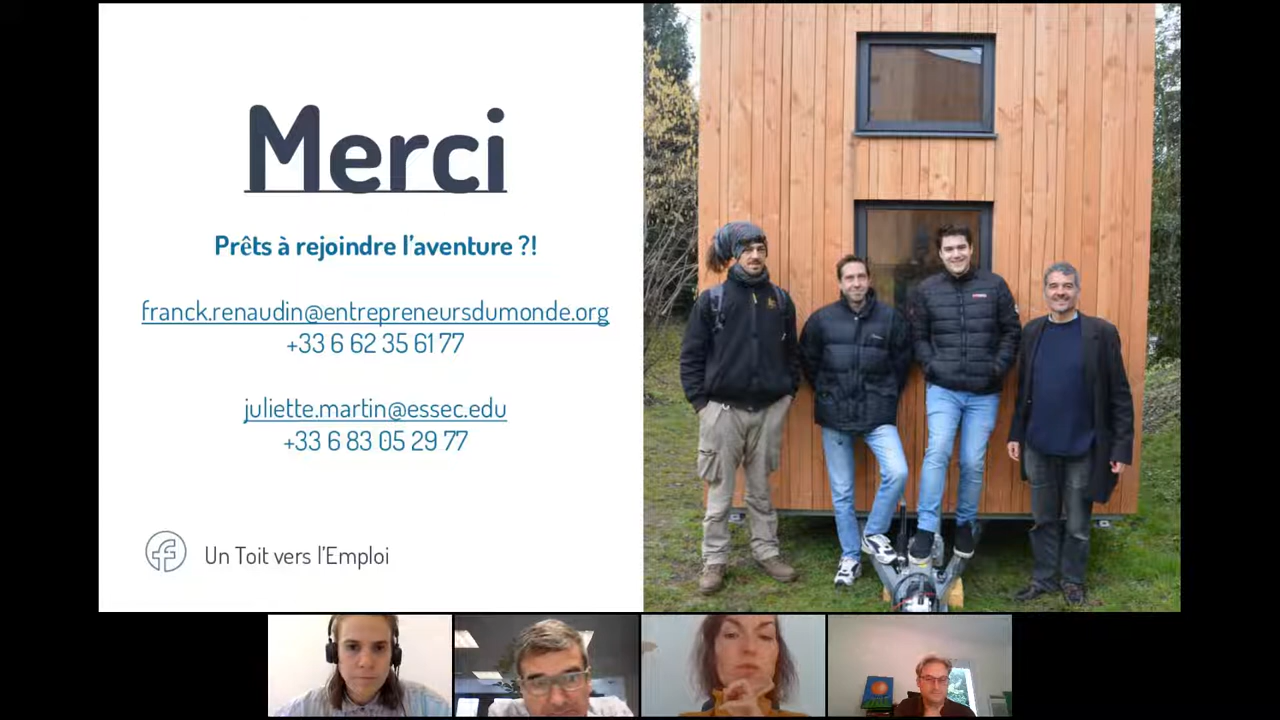 Merci
Prêts à rejoindre l'aventure ?!
franck.renaudin@entrepreneursdumonde.org
+33 6 62 35 61 77
juliette.martin@essec.edu
+33 6 83 05 29 77
Un Toit vers l'Emploi